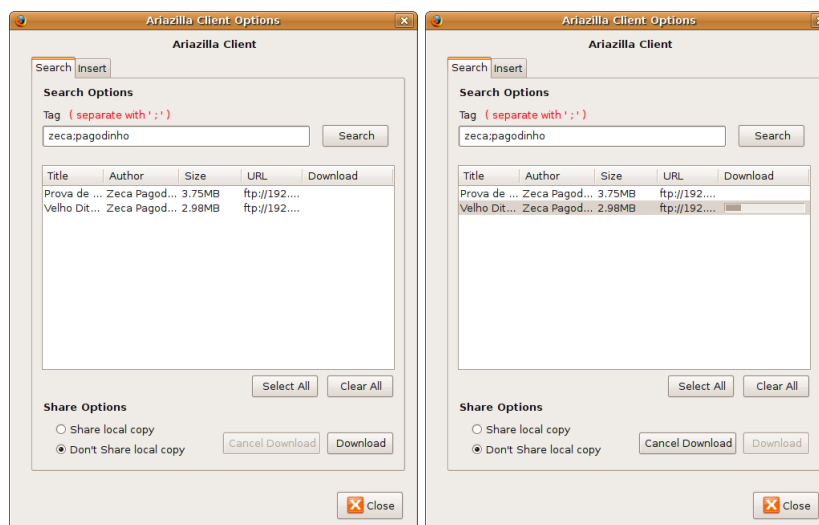 Ariazilla Client Options
Ariazilla Client
Search Insert
Search Options
Tag ( separate with ' ; ' )
zeca;pagodinho Search
Title Author Size URL Download
Prova de ... Zeca Pagod... 3.75MB ftp://192....
Velho Dit... Zeca Pagod... 2.98MB ftp://192....
Select All Clear All
Share Options
Share local copy
Don't Share local copy Cancel Download Download
Close
Ariazilla Client Options
Ariazilla Client
Search Insert
Search Options
Tag ( separate with ' ; ' )
zeca;pagodinho Search
Title Author Size URL Download
Prova de ... Zeca Pagod... 3.75MB ftp://192....
Velho Dit... Zeca Pagod... 2.98MB ftp://192....
Select All Clear All
Share Options
Share local copy
Don't Share local copy Cancel Download Download
Close